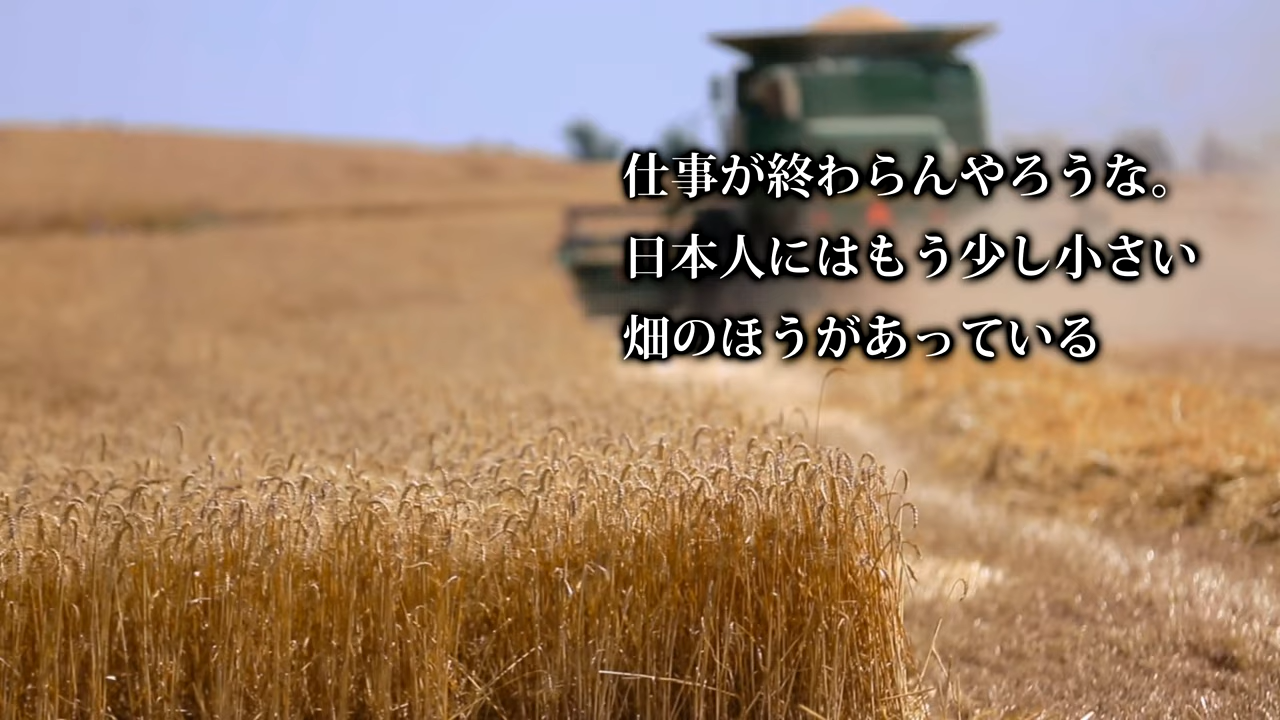 仕事が終わらんやろうな。
日本人にはもう少し小さい
畑のほうがあっている